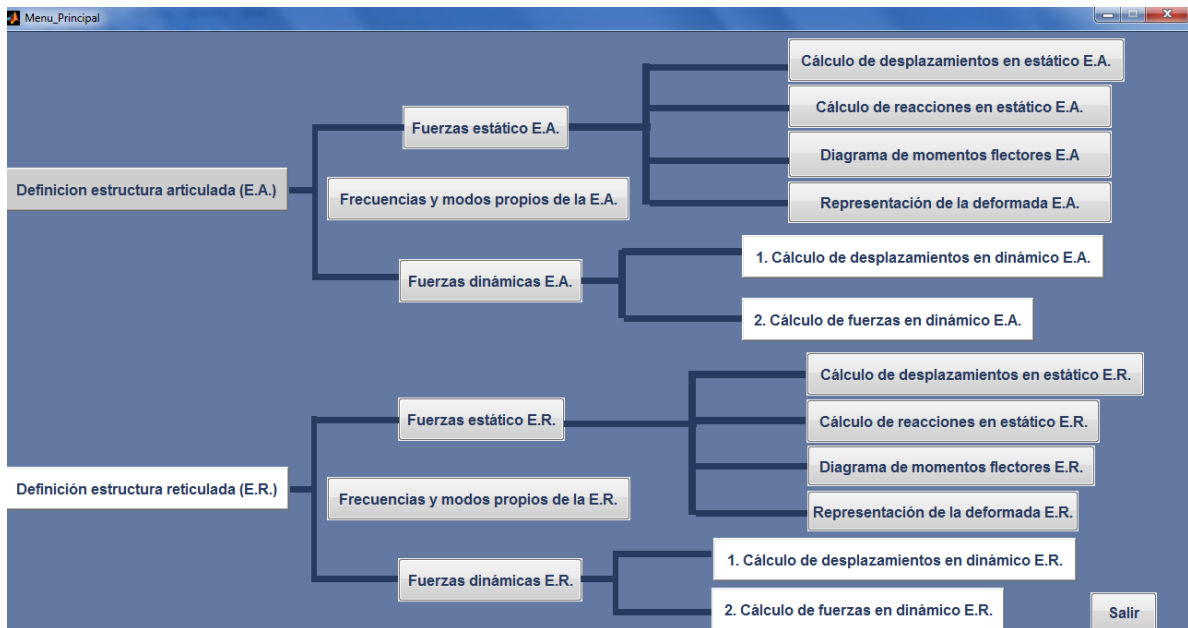 Menu_Principal
Cálculo de desplazamientos en estático E.A.
Cálculo de reacciones en estático E.A.
Fuerzas estático E.A.
Diagrama de momentos flectores E.A
Definicion estructura articulada (E.A.)
Frecuencias y modos propios de la E.A.
Representación de la deformada E.A.
1. Cálculo de desplazamientos en dinámico E.A.
Fuerzas dinámicas E.A.
2. Cálculo de fuerzas en dinámico E.A.
Cálculo de desplazamientos en estático E.R.
Fuerzas estático E.R.
Cálculo de reacciones en estático E.R.
Diagrama de momentos flectores E.R.
Definición estructura reticulada (E.R.)
Frecuencias y modos propios de la E.R.
Representación de la deformada E.R.
1. Cálculo de desplazamientos en dinámico E.R.
Fuerzas dinámicas E.R.
2. Cálculo de fuerzas en dinámico E.R.
Salir